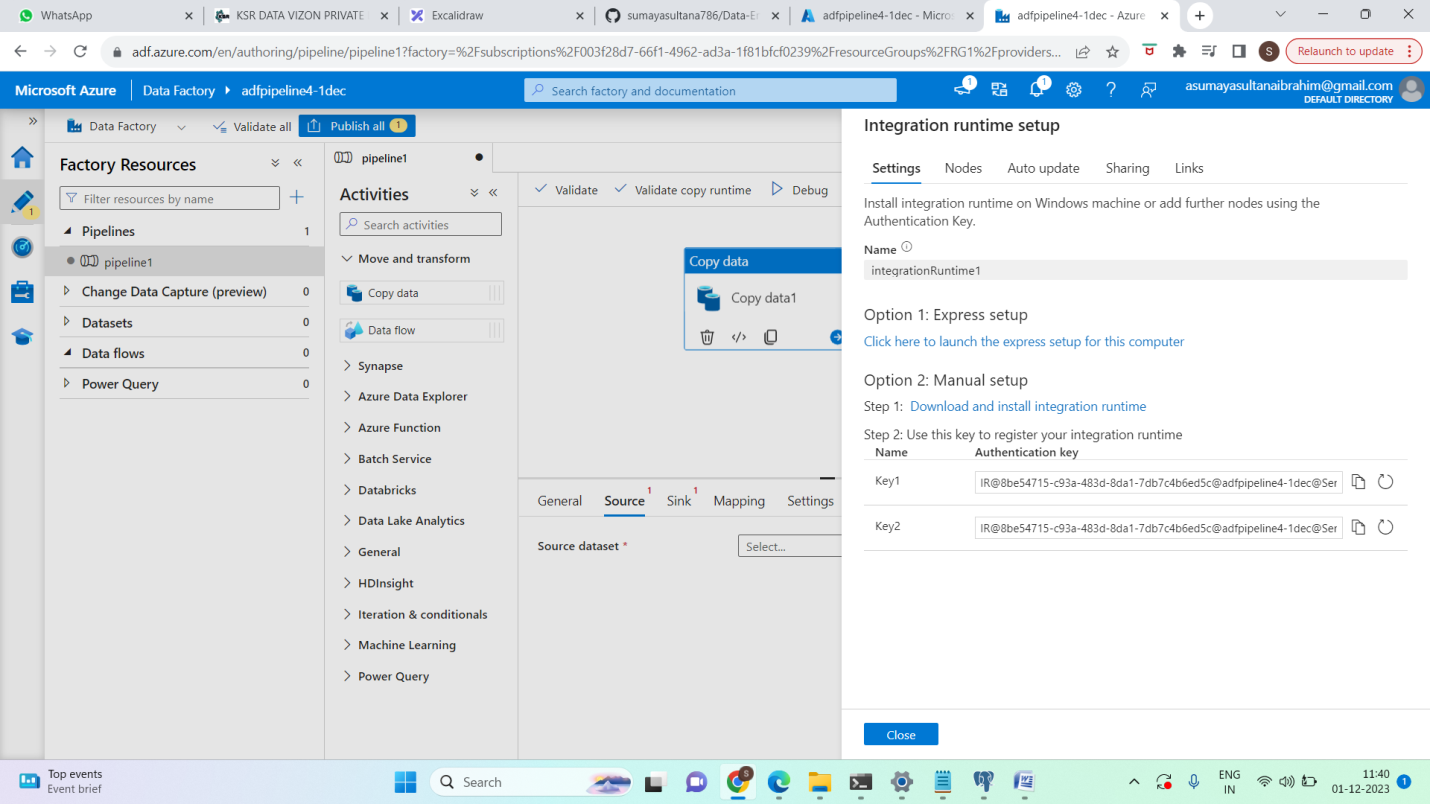 WhatsApp
KSR DATA VIZON PRIVATE
Excalidraw
sumayasultana786/Data-En
adfpipeline4-1dec - Micros
adfpipeline4-1dec - Azure
adf.azure.com/en/authoring/pipeline/pipeline1?factory=%2Fsubscriptions%2F003f28d7-66f1-4962-ad3a-1f81bfcf0239%2FresourceGroups%2FRG1%2Fproviders...
S
Relaunch to update
Microsoft Azure
Data Factory
adfpipeline4-1dec
Search factory and documentation
1
1
asumayasultanaibrahim@gmail.com
DEFAULT DIRECTORY
Data Factory
Validate all
Publish all 1
1
Factory Resources
Filter resources by name
Pipelines 1
pipeline1
Change Data Capture (preview) 0
Datasets 0
Data flows 0
Power Query 0
pipeline1
Activities
Search activities
Move and transform
Copy data
Data flow
Synapse
Azure Data Explorer
Azure Function
Batch Service
Databricks
Data Lake Analytics
General
HDInsight
Iteration & conditionals
Machine Learning
Power Query
Validate
Validate copy runtime
Debug
Copy data
Copy data1
General
Source 1
Sink 1
Mapping
Settings
Source dataset *
Select...
Integration runtime setup
Settings Nodes Auto update Sharing Links
Install integration runtime on Windows machine or add further nodes using the
Authentication Key.
Name
integrationRuntime1
Option 1: Express setup
Click here to launch the express setup for this computer
Option 2: Manual setup
Step 1: Download and install integration runtime
Step 2: Use this key to register your integration runtime
Name Authentication key
Key1 IR@8be54715-c93a-483d-8da1-7db7c4b6ed5c@adfpipeline4-1dec@Ser
Key2 IR@8be54715-c93a-483d-8da1-7db7c4b6ed5c@adfpipeline4-1dec@Ser
Close
Top events
Event brief
Search
S
ENG
IN
11:40
01-12-2023
1